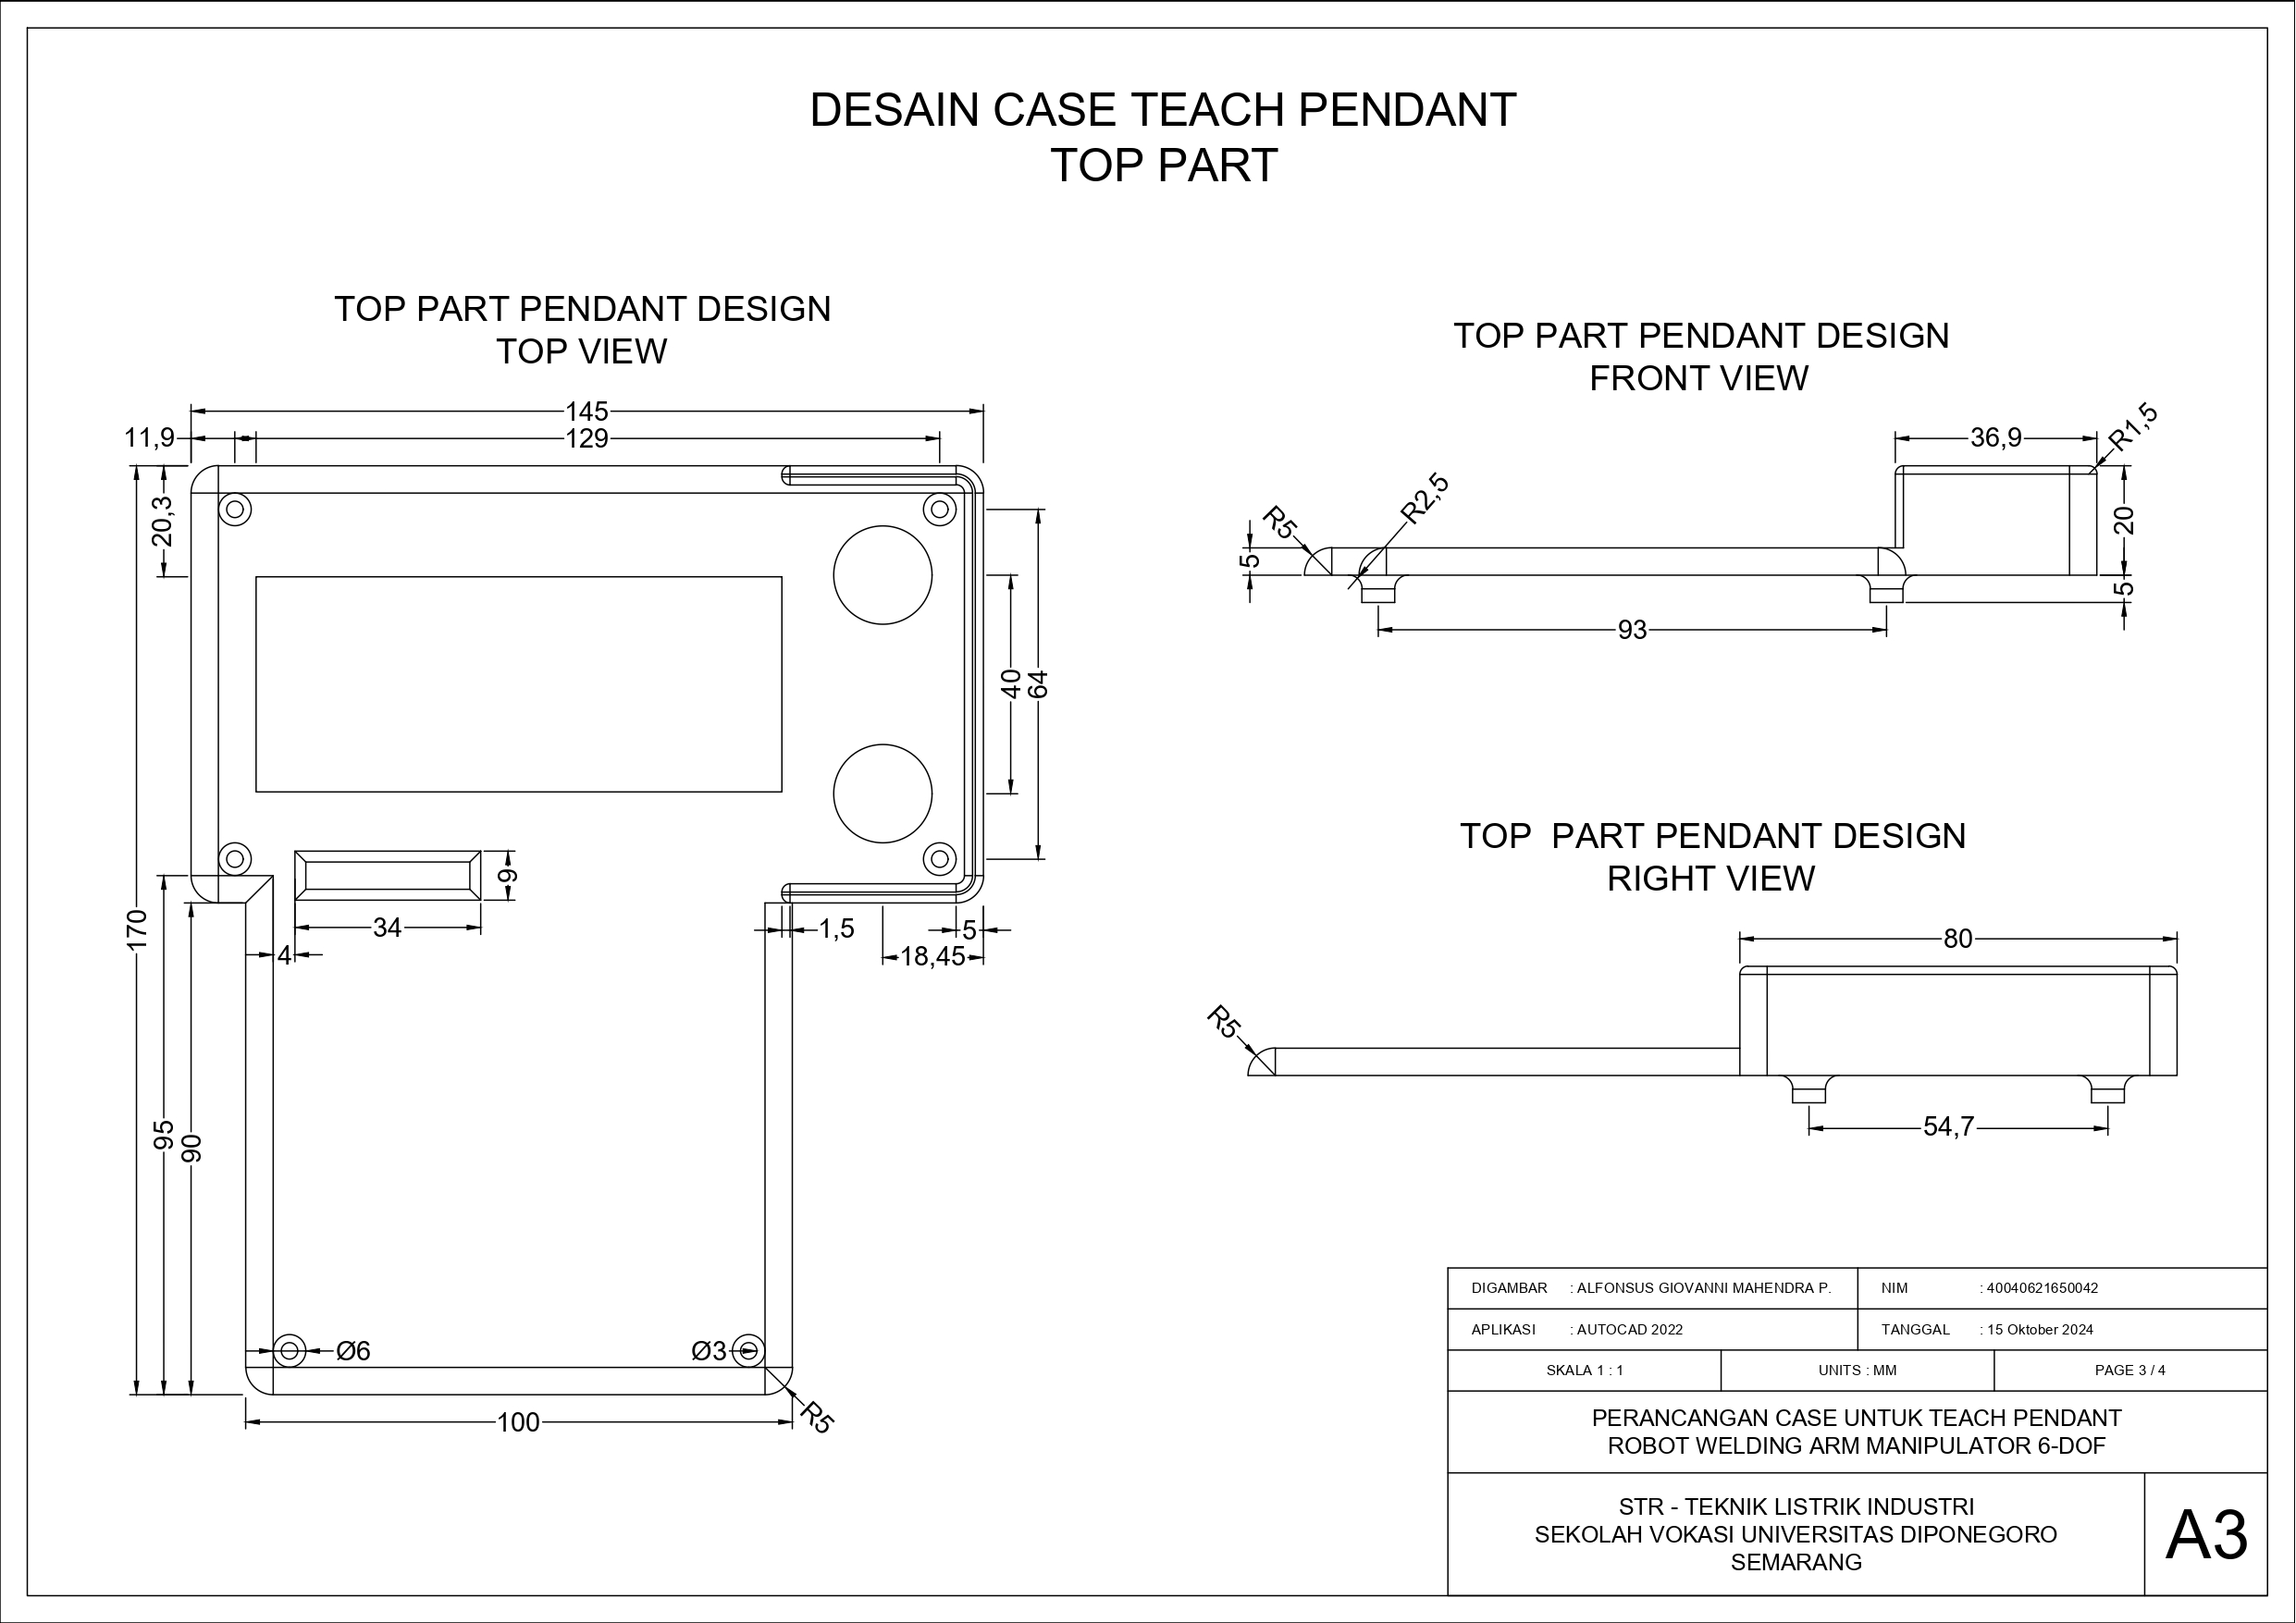 DESAIN CASE TEACH PENDANT
TOP PART
TOP PART PENDANT DESIGN
TOP VIEW
145
11,9
129
20,3
40
64
9
34
4
1,5
5
18,45
170
95
90
Ø6
Ø3
R5
100
TOP PART PENDANT DESIGN
FRONT VIEW
36,9
R1,5
R2,5
R5
5
20
5
93
TOP PART PENDANT DESIGN
RIGHT VIEW
80
R5
54,7
DIGAMBAR : ALFONSUS GIOVANNI MAHENDRA P. NIM : 40040621650042
APLIKASI : AUTOCAD 2022 TANGGAL : 15 Oktober 2024
SKALA 1 : 1 UNITS : MM PAGE 3 / 4
PERANCANGAN CASE UNTUK TEACH PENDANT
ROBOT WELDING ARM MANIPULATOR 6-DOF
STR - TEKNIK LISTRIK INDUSTRI
SEKOLAH VOKASI UNIVERSITAS DIPONEGORO
SEMARANG
A3